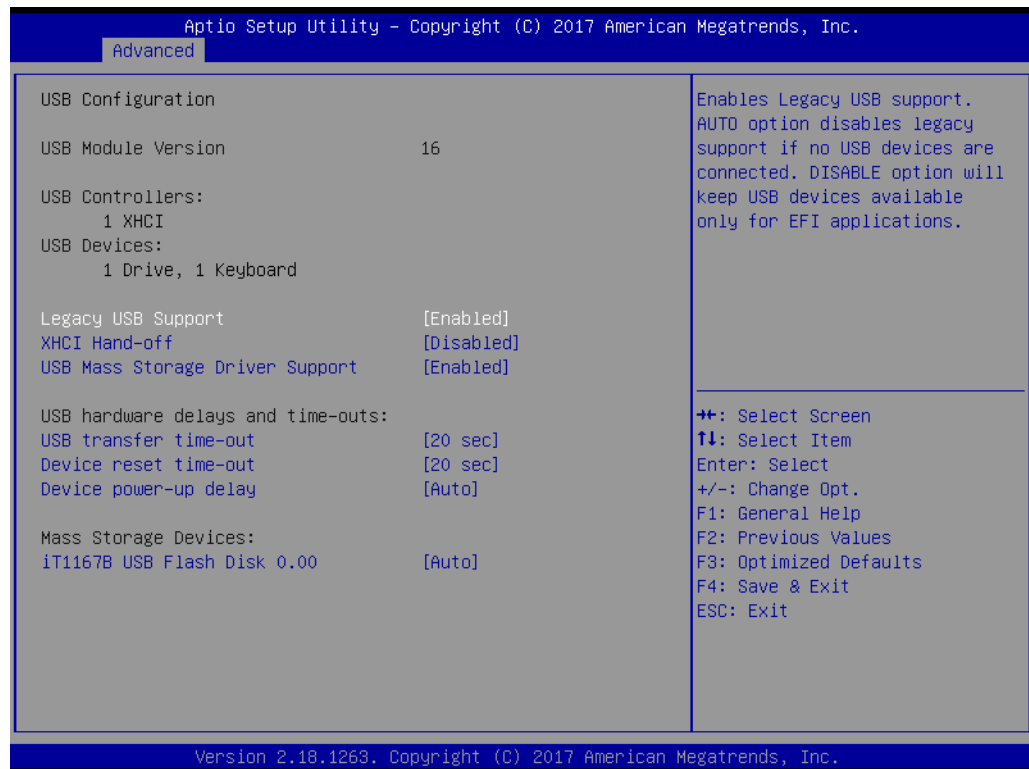 Aptio Setup Utility – Copyright (C) 2017 American Megatrends, Inc.
Advanced
USB Configuration
USB Module Version 16
USB Controllers:
1 XHCI
USB Devices:
1 Drive, 1 Keyboard
Legacy USB Support [Enabled]
XHCI Hand-off [Disabled]
USB Mass Storage Driver Support [Enabled]
USB hardware delays and time-outs:
USB transfer time-out [20 sec]
Device reset time-out [20 sec]
Device power-up delay [Auto]
Mass Storage Devices:
iT1167B USB Flash Disk 0.00 [Auto]
Enables Legacy USB support.
AUTO option disables legacy
support if no USB devices are
connected. DISABLE option will
keep USB devices available
only for EFI applications.
→←: Select Screen
↑↓: Select Item
Enter: Select
+/-: Change Opt.
F1: General Help
F2: Previous Values
F3: Optimized Defaults
F4: Save & Exit
ESC: Exit
Version 2.18.1263. Copyright (C) 2017 American Megatrends, Inc.